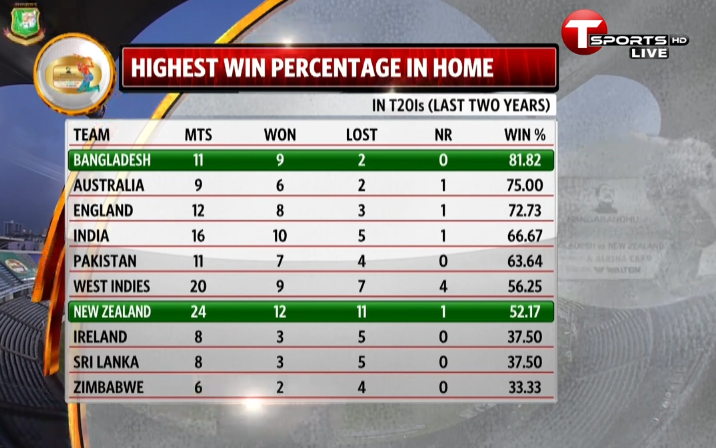 T SPORTS HD
LIVE
HIGHEST WIN PERCENTAGE IN HOME
IN T20Is (LAST TWO YEARS)
TEAM MTS WON LOST NR WIN %
BANGLADESH 11 9 2 0 81.82
AUSTRALIA 9 6 2 1 75.00
ENGLAND 12 8 3 1 72.73
INDIA 16 10 5 1 66.67
PAKISTAN 11 7 4 0 63.64
WEST INDIES 20 9 7 4 56.25
NEW ZEALAND 24 12 11 1 52.17
IRELAND 8 3 5 0 37.50
SRI LANKA 8 3 5 0 37.50
ZIMBABWE 6 2 4 0 33.33